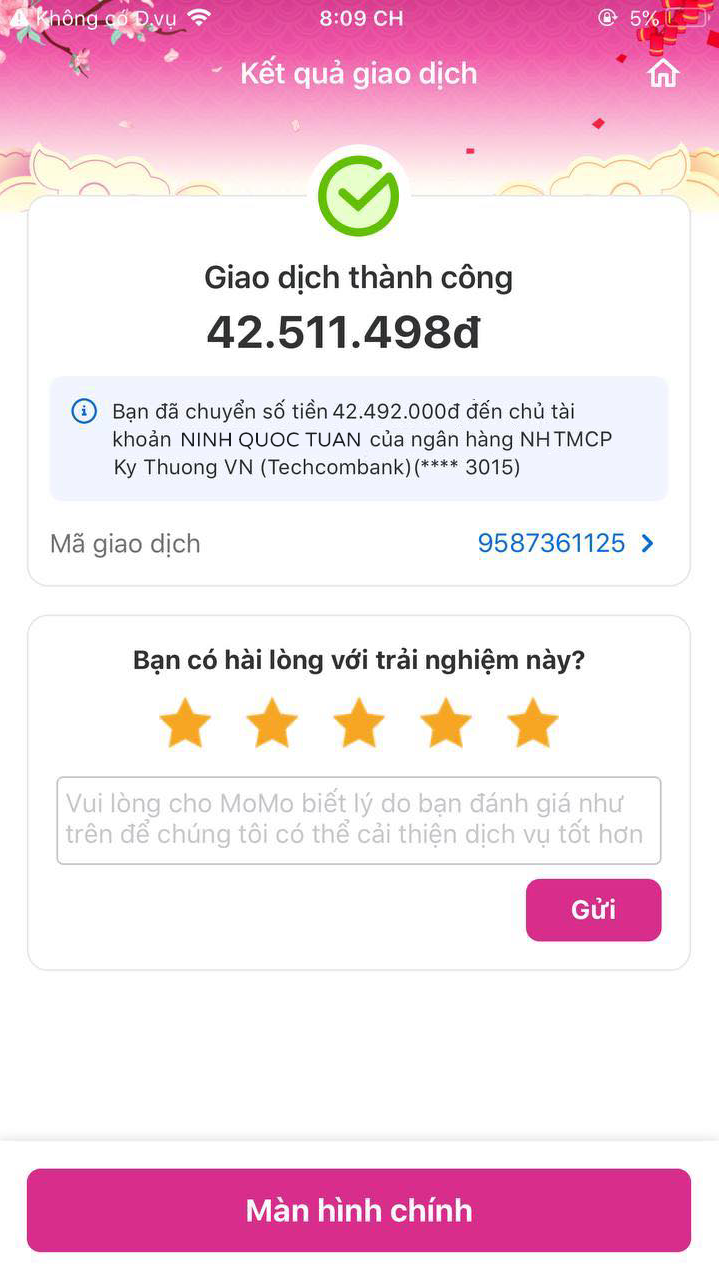 Không có D.vụ 8:09 CH 5%
Kết quả giao dịch
Giao dịch thành công
42.511.498đ
Bạn đã chuyển số tiền 42.492.000đ đến chủ tài
khoản NINH QUOC TUAN của ngân hàng NH TMCP
Ky Thuong VN (Techcombank)(**** 3015)
Mã giao dịch 9587361125
Bạn có hài lòng với trải nghiệm này?
Vui lòng cho MoMo biết lý do bạn đánh giá như
trên để chúng tôi có thể cải thiện dịch vụ tốt hơn
Gửi
Màn hình chính